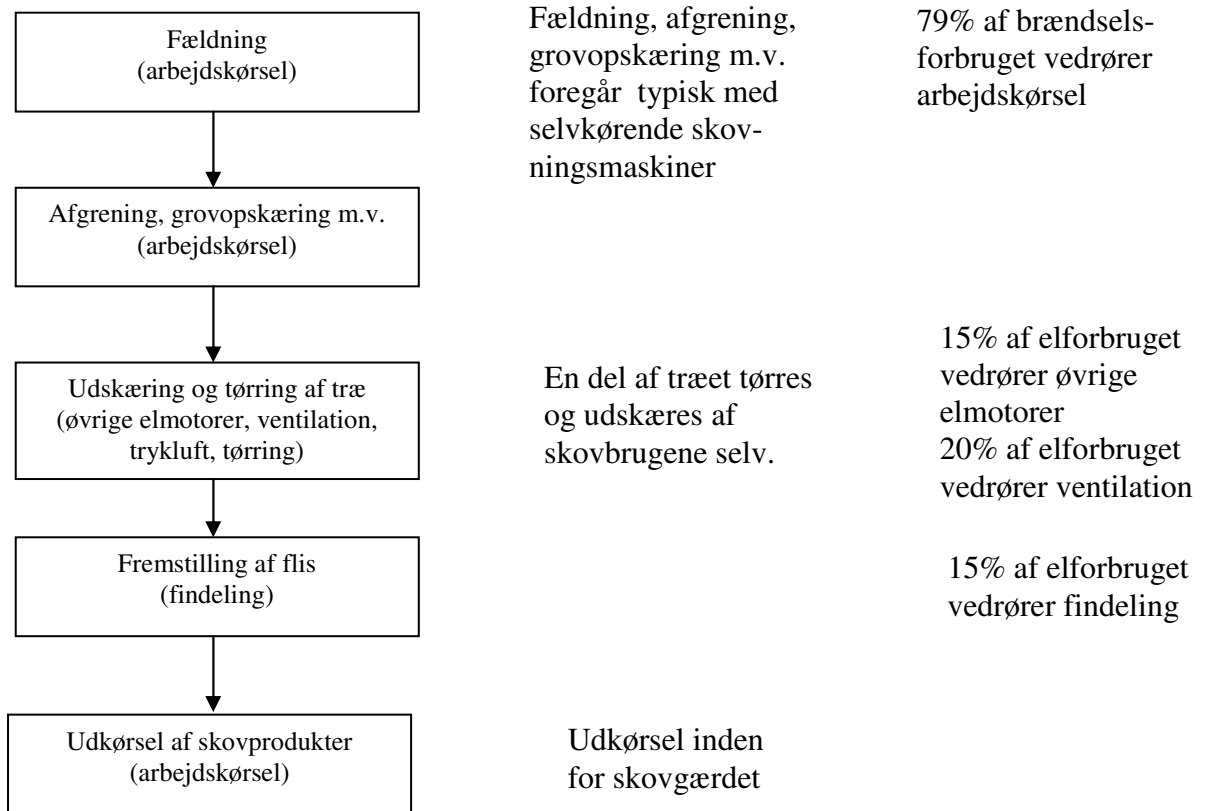 Fældning
(arbejdskørsel)
Fældning, afgrening,
grovopskæring m.v.
foregår typisk med
selvkørende skov-
ningsmaskiner
79% af brændsels-
forbruget vedrører
arbejdskørsel
Afgrening, grovopskæring m.v.
(arbejdskørsel)
Udskæring og tørring af træ
(øvrige elmotorer, ventilation,
trykluft, tørring)
En del af træet tørres
og udskæres af
skovbrugene selv.
15% af elforbruget
vedrører øvrige
elmotorer
20% af elforbruget
vedrører ventilation
Fremstilling af flis
(findeling)
15% af elforbruget
vedrører findeling
Udkørsel af skovprodukter
(arbejdskørsel)
Udkørsel inden
for skovgærdet